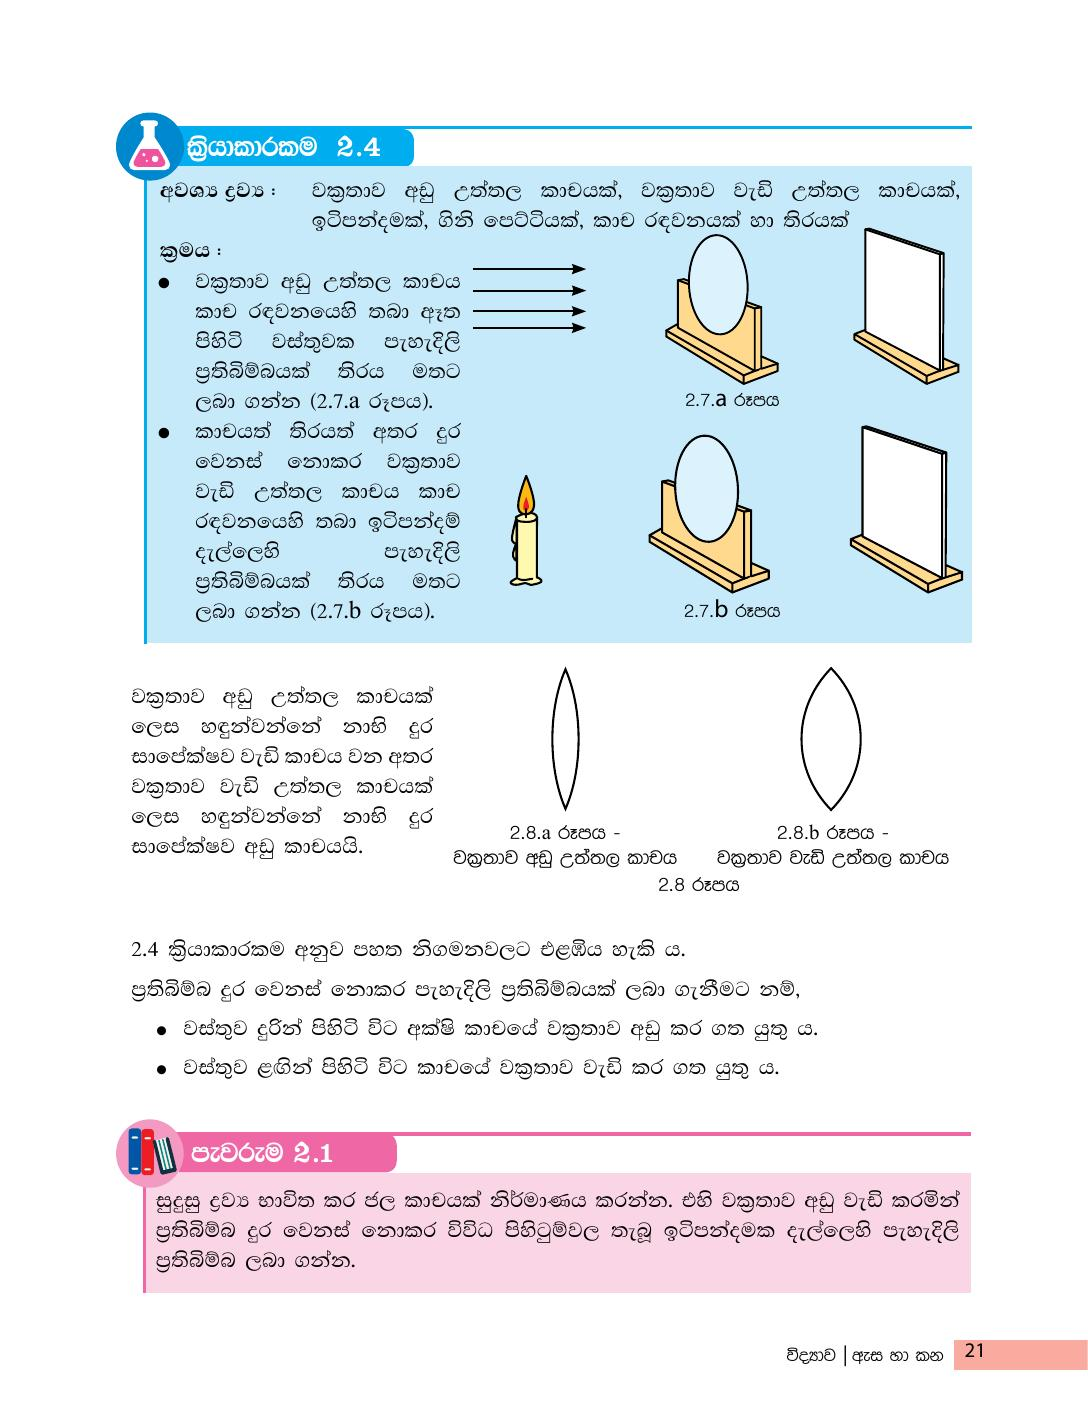 ක්‍රියාකාරකම 2.4
අවශ්‍ය ද්‍රව්‍ය : වක්‍රතාව අඩු උත්තල කාචයක්, වක්‍රතාව වැඩි උත්තල කාචයක්,
ඉටිපන්දමක්, ගිනි පෙට්ටියක්, කාච රඳවනයක් හා තිරයක්
ක්‍රමය :
● වක්‍රතාව අඩු උත්තල කාචය
කාච රඳවනයෙහි තබා ඈත
පිහිටි වස්තුවක පැහැදිලි
ප්‍රතිබිම්බයක් තිරය මතට
ලබා ගන්න (2.7.a රූපය).
2.7.a රූපය
● කාචයත් තිරයත් අතර දුර
වෙනස් නොකර වක්‍රතාව
වැඩි උත්තල කාචය කාච
රඳවනයෙහි තබා ඉටිපන්දම්
දැල්ලෙහි පැහැදිලි
ප්‍රතිබිම්බයක් තිරය මතට
ලබා ගන්න (2.7.b රූපය).
2.7.b රූපය
වක්‍රතාව අඩු උත්තල කාචයක්
ලෙස හඳුන්වන්නේ නාභි දුර
සාපේක්ෂව වැඩි කාචය වන අතර
වක්‍රතාව වැඩි උත්තල කාචයක්
ලෙස හඳුන්වන්නේ නාභි දුර
සාපේක්ෂව අඩු කාචයයි.
2.8.a රූපය -
වක්‍රතාව අඩු උත්තල කාචය
2.8.b රූපය -
වක්‍රතාව වැඩි උත්තල කාචය
2.8 රූපය
2.4 ක්‍රියාකාරකම අනුව පහත නිගමනවලට එළඹිය හැකි ය.
ප්‍රතිබිම්බ දුර වෙනස් නොකර පැහැදිලි ප්‍රතිබිම්බයක් ලබා ගැනීමට නම්,
● වස්තුව දුරින් පිහිටි විට අක්ෂි කාචයේ වක්‍රතාව අඩු කර ගත යුතු ය.
● වස්තුව ළඟින් පිහිටි විට කාචයේ වක්‍රතාව වැඩි කර ගත යුතු ය.
පැවරුම 2.1
සුදුසු ද්‍රව්‍ය භාවිත කර ජල කාචයක් නිර්මාණය කරන්න. එහි වක්‍රතාව අඩු වැඩි කරමින්
ප්‍රතිබිම්බ දුර වෙනස් නොකර විවිධ පිහිටුම්වල තැබූ ඉටිපන්දමක දැල්ලෙහි පැහැදිලි
ප්‍රතිබිම්බ ලබා ගන්න.
විද්‍යාව | ඇස හා කන 21